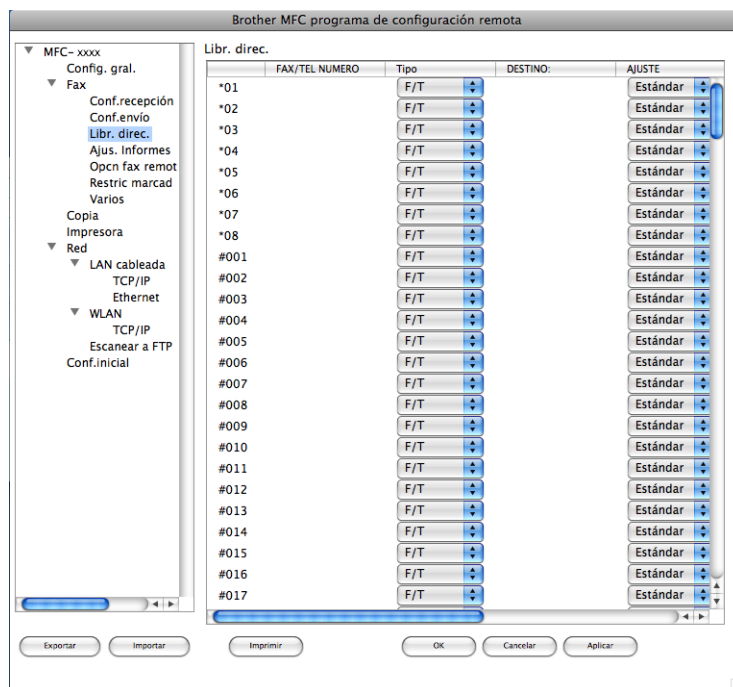 Brother MFC programa de configuración remota
MFC- xxxx
Config. gral.
Fax
Conf.recepción
Conf.envío
Libr. direc.
Ajus. Informes
Opcn fax remot
Restric marcad
Varios
Copia
Impresora
Red
LAN cableada
TCP/IP
Ethernet
WLAN
TCP/IP
Escanear a FTP
Conf.inicial
Libr. direc.
FAX/TEL NUMERO Tipo DESTINO: AJUSTE
*01 F/T Estándar
*02 F/T Estándar
*03 F/T Estándar
*04 F/T Estándar
*05 F/T Estándar
*06 F/T Estándar
*07 F/T Estándar
*08 F/T Estándar
#001 F/T Estándar
#002 F/T Estándar
#003 F/T Estándar
#004 F/T Estándar
#005 F/T Estándar
#006 F/T Estándar
#007 F/T Estándar
#008 F/T Estándar
#009 F/T Estándar
#010 F/T Estándar
#011 F/T Estándar
#012 F/T Estándar
#013 F/T Estándar
#014 F/T Estándar
#015 F/T Estándar
#016 F/T Estándar
#017 F/T Estándar
Exportar Importar Imprimir OK Cancelar Aplicar